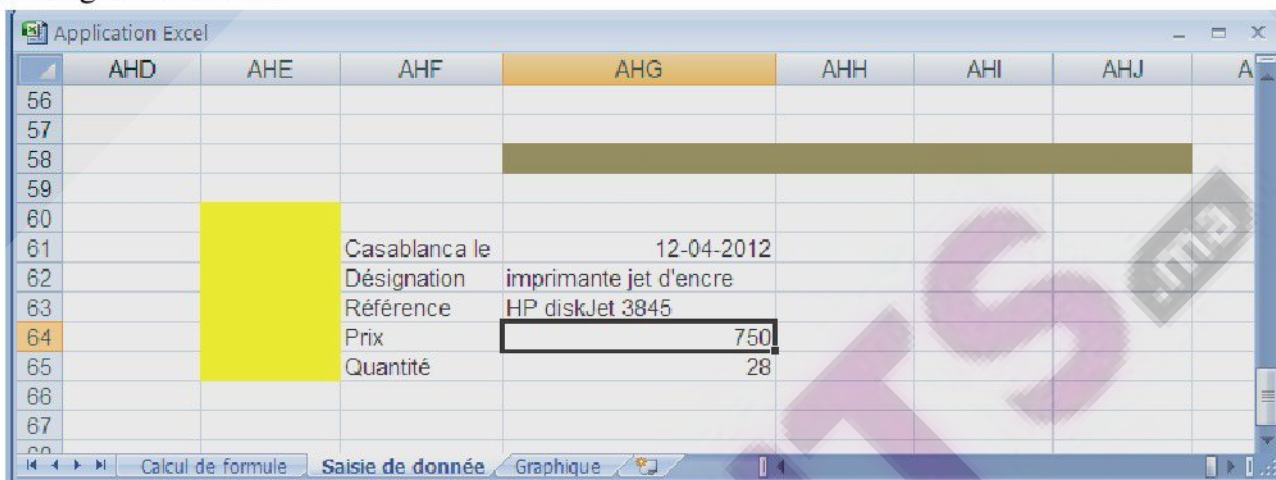 Application Excel
AHD AHE AHF AHG AHH AHI AHJ A
56
57
58
59
60
61 Casablanca le 12-04-2012
62 Désignation imprimante jet d'encre
63 Référence HP diskJet 3845
64 Prix 750
65 Quantité 28
66
67
Calcul de formule Saisie de donnée Graphique
TS
.ma